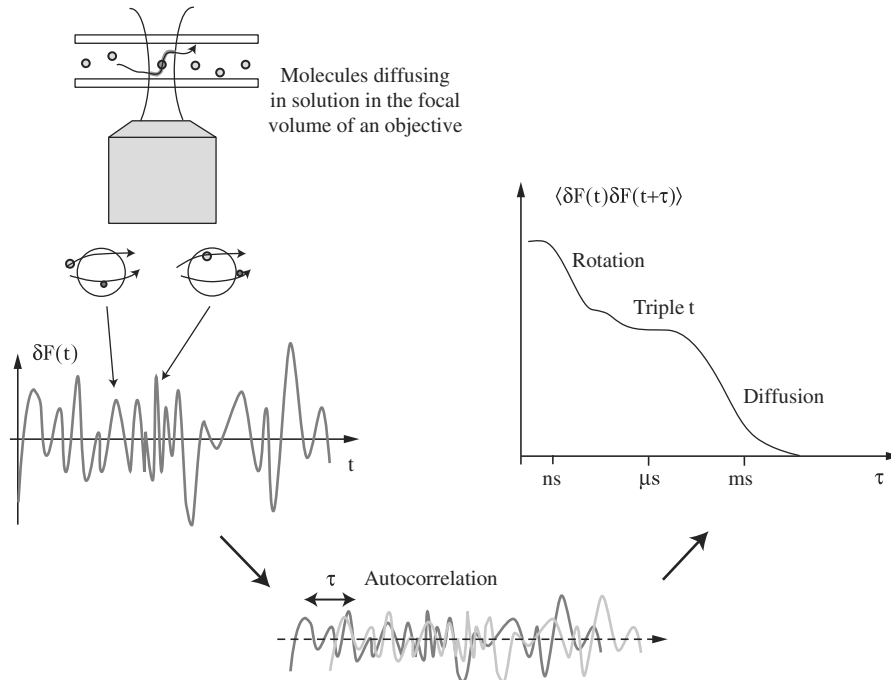 Molecules diffusing
in solution in the focal
volume of an objective
⟨δF(t)δF(t+τ)⟩
Rotation
Triple t
Diffusion
ns
μs
ms
τ
δF(t)
t
τ
Autocorrelation